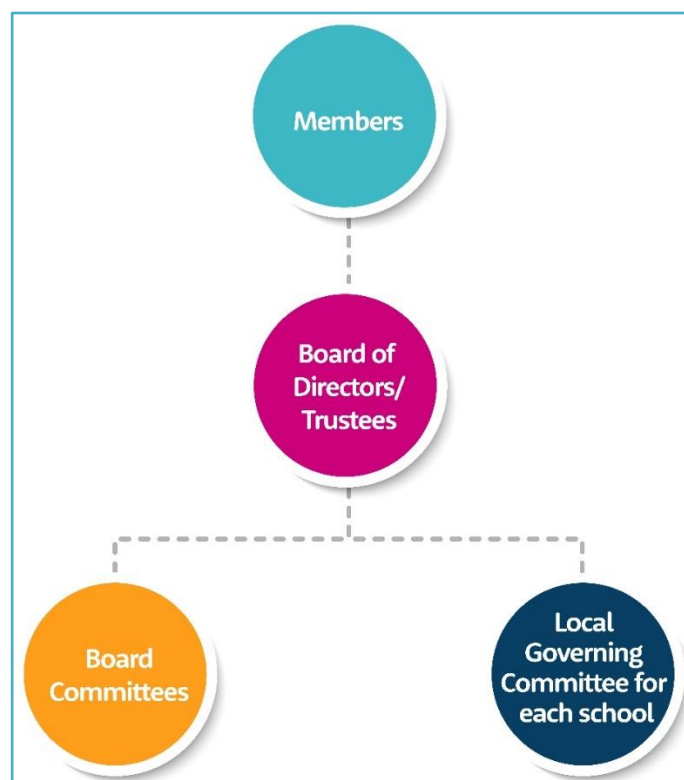 Members
Board of
Directors/
Trustees
Board
Committees
Local
Governing
Committee for
each school